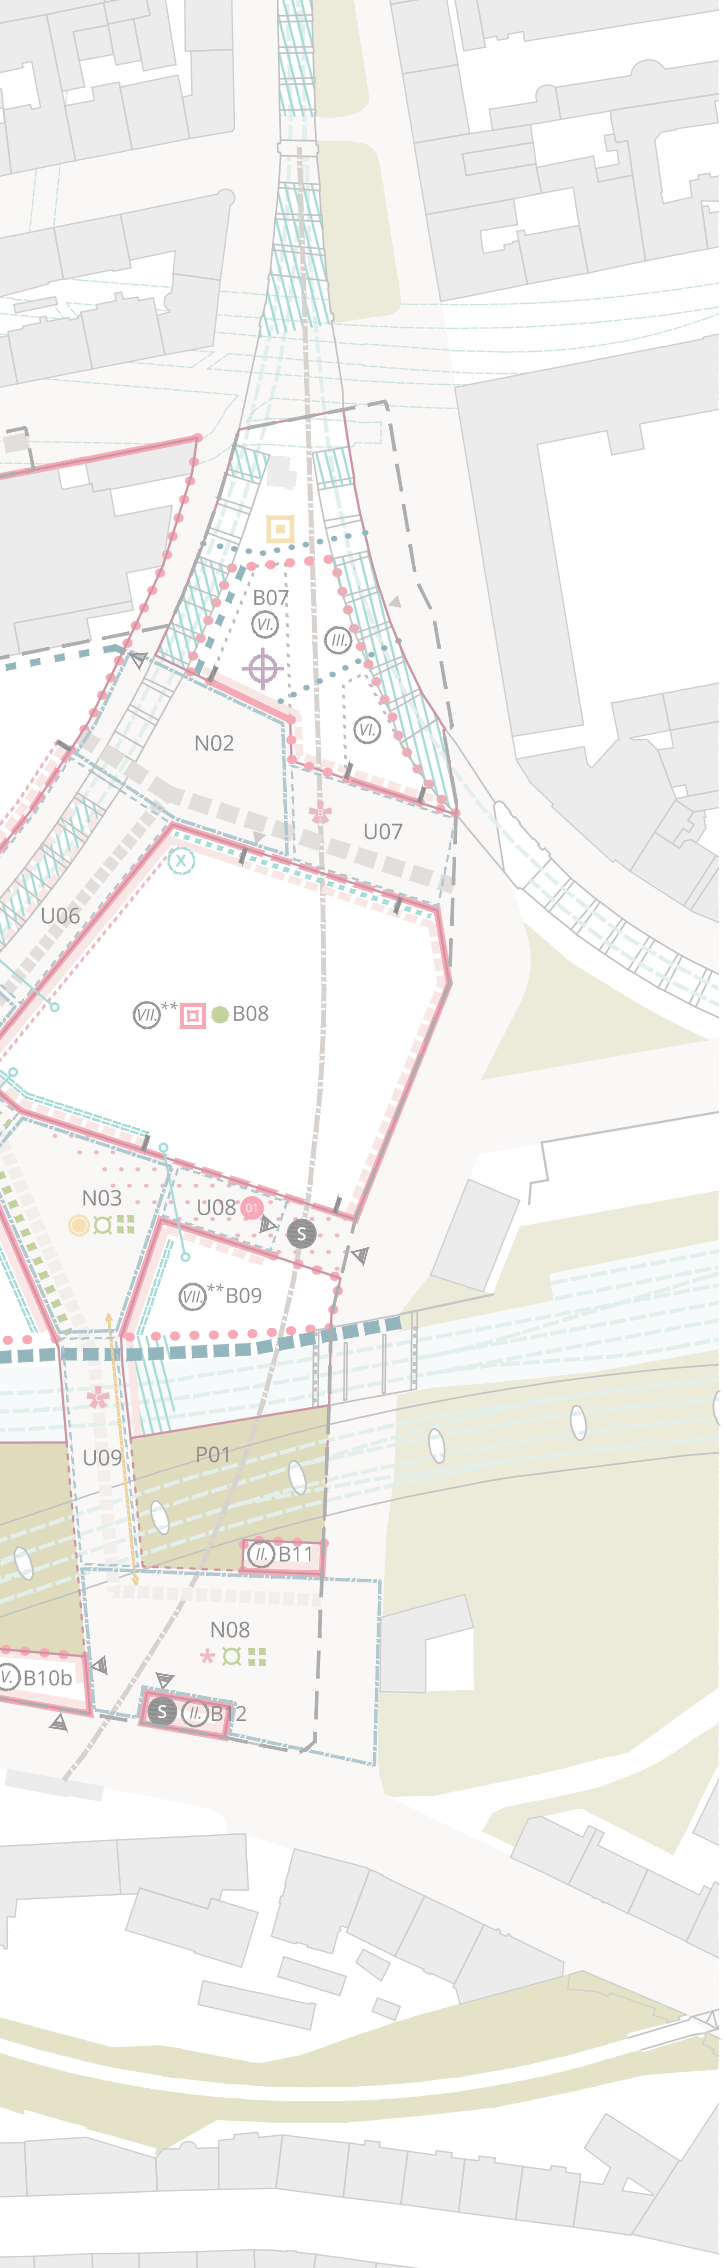 B07
VI.
III.
VI.
N02
U07
X
U06
VII.** B08
N03
U08 01
S
VII.** B09
U09
P01
II. B11
N08
V. B10b
S II. B12